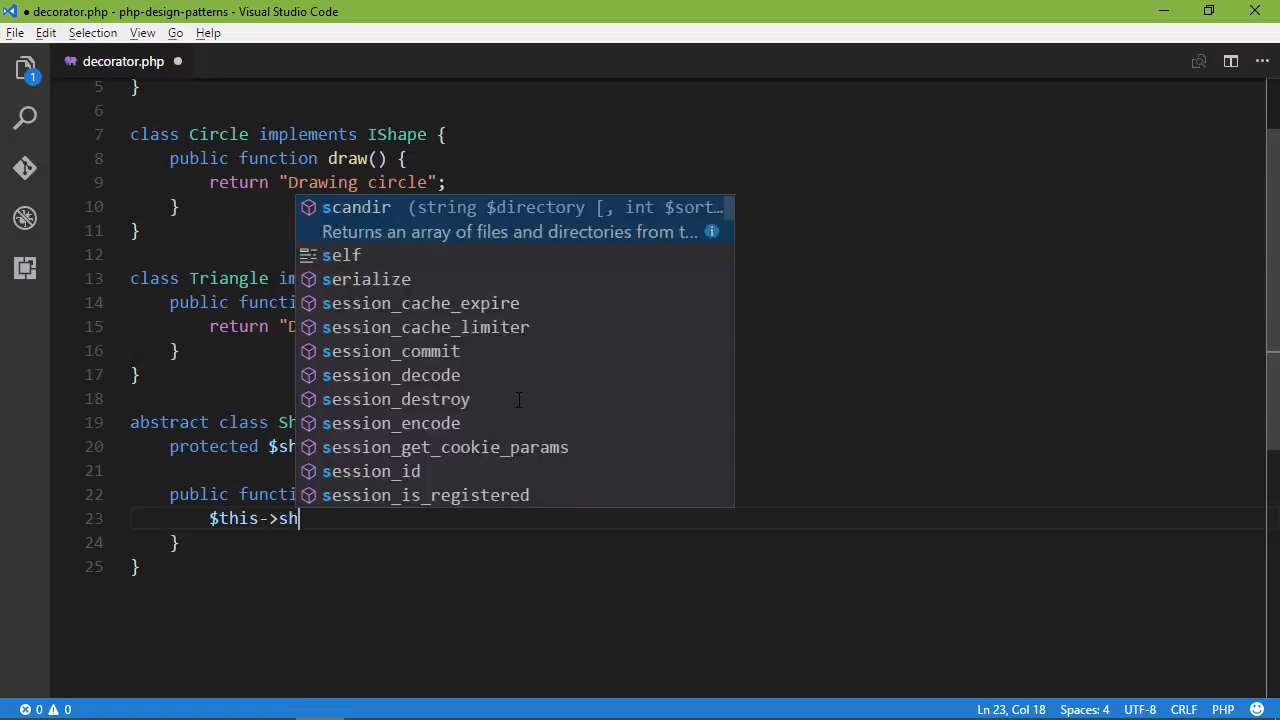 ● decorator.php - php-design-patterns - Visual Studio Code
File Edit Selection View Go Help
1
decorator.php ●
5 }
6
7 class Circle implements IShape {
8 public function draw() {
9 return "Drawing circle";
10 }
scandir (string $directory [, int $sort…
11 }
Returns an array of files and directories from t…
12
self
13 class Triangle im
serialize
14 public functi
session_cache_expire
15 return "D
session_cache_limiter
16 }
session_commit
17 }
session_decode
18
session_destroy
19 abstract class Sh
session_encode
20 protected $sh
session_get_cookie_params
21
session_id
22 public functi
session_is_registered
23 $this->sh
24 }
25 }
0 0 Ln 23, Col 18 Spaces: 4 UTF-8 CRLF PHP